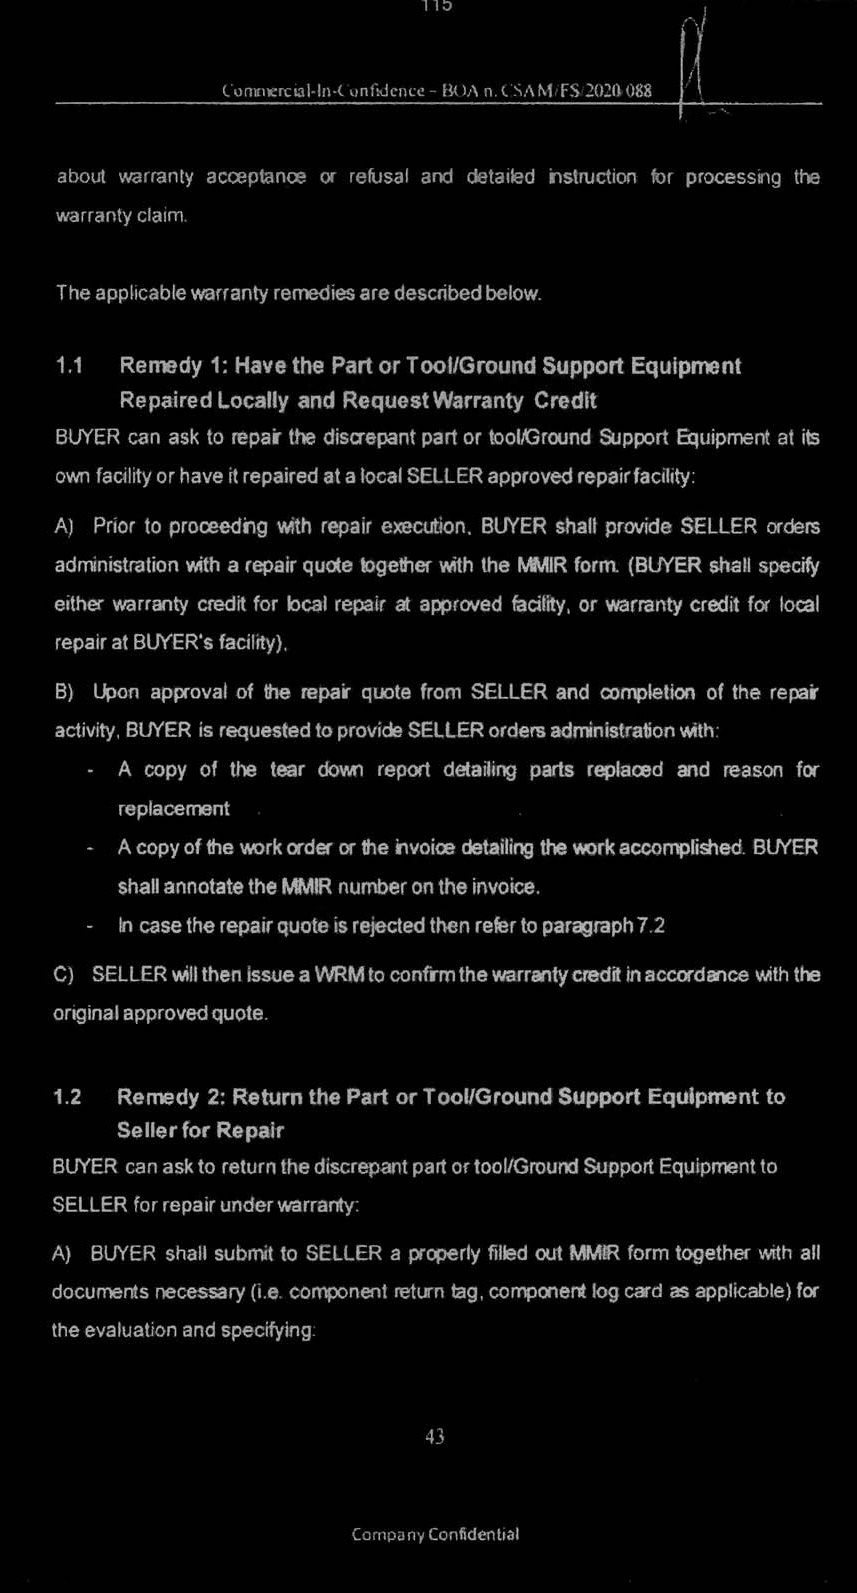 115
Commercial-In-Confidence - BOA n. CSAM/FS/2020/088
about warranty acceptance or refusal and detailed instruction for processing the
warranty claim.
The applicable warranty remedies are described below.
1.1 Remedy 1: Have the Part or Tool/Ground Support Equipment
Repaired Locally and Request Warranty Credit
BUYER can ask to repair the discrepant part or tool/Ground Support Equipment at its
own facility or have it repaired at a local SELLER approved repair facility:
A) Prior to proceeding with repair execution, BUYER shall provide SELLER orders
administration with a repair quote together with the MMIR form. (BUYER shall specify
either warranty credit for local repair at approved facility, or warranty credit for local
repair at BUYER's facility),
B) Upon approval of the repair quote from SELLER and completion of the repair
activity, BUYER is requested to provide SELLER orders administration with:
- A copy of the tear down report detailing parts replaced and reason for
replacement
- A copy of the work order or the invoice detailing the work accomplished. BUYER
shall annotate the MMIR number on the invoice.
- In case the repair quote is rejected then refer to paragraph 7.2
C) SELLER will then issue a WRM to confirm the warranty credit in accordance with the
original approved quote.
1.2 Remedy 2: Return the Part or Tool/Ground Support Equipment to
Seller for Repair
BUYER can ask to return the discrepant part or tool/Ground Support Equipment to
SELLER for repair under warranty:
A) BUYER shall submit to SELLER a properly filled out MMIR form together with all
documents necessary (i.e. component return tag, component log card as applicable) for
the evaluation and specifying:
43
Company Confidential